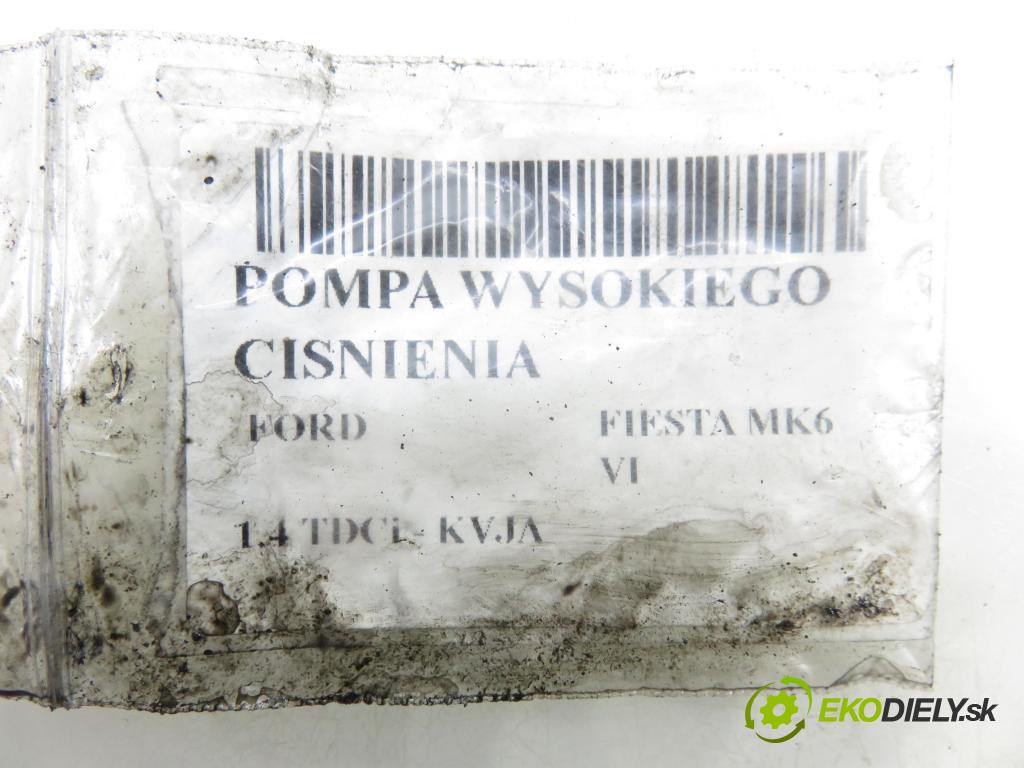 POMPA WYSOKIEGO
CISNIENIA
FORD FIESTA MK6
VI
1.4 TDCi - KVJA
EKODIELY.sk